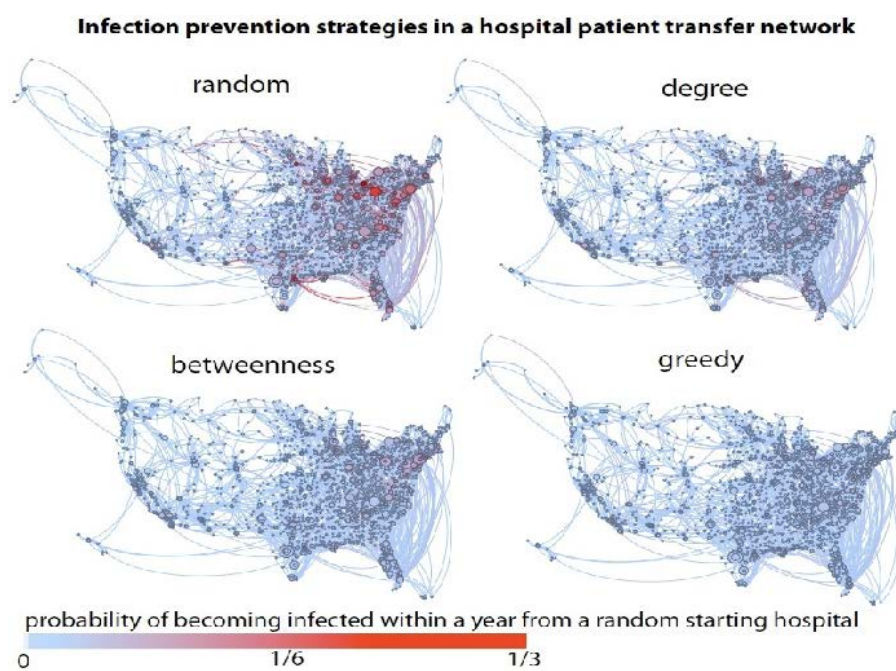 Infection prevention strategies in a hospital patient transfer network
random
degree
betweenness
greedy
probability of becoming infected within a year from a random starting hospital
0
1/6
1/3